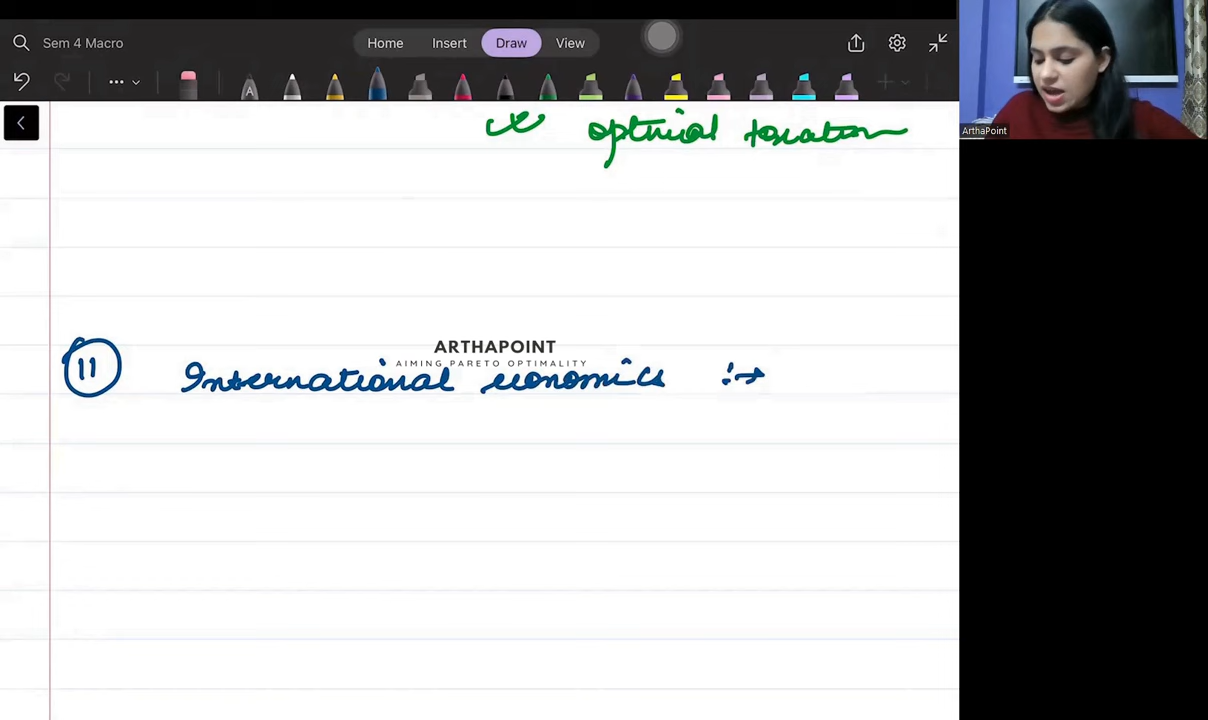 Sem 4 Macro
Home Insert Draw View
A
optimal taxation
ArthaPoint
ARTHAPOINT
AIMING PARETO OPTIMALITY
11 International economics :→